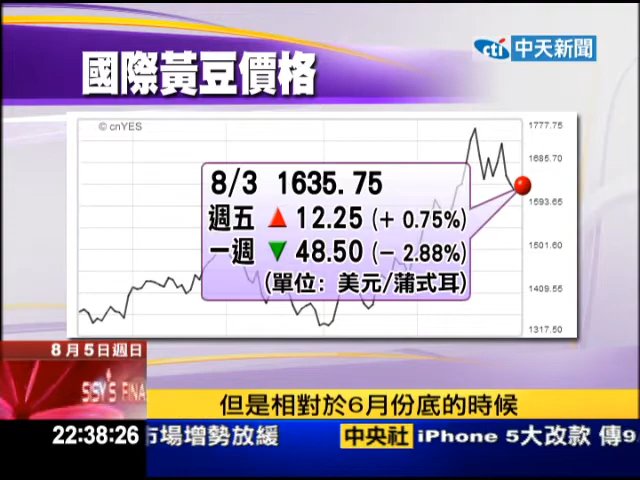 cti 中天新聞
國際黃豆價格
© cnYES
1777.75
1685.70
1593.65
1501.60
1409.55
1317.50
8/3 1635.75
週五 ▲ 12.25 (+ 0.75%)
一週 ▼ 48.50 (− 2.88%)
(單位: 美元/蒲式耳)
8月5日週日
SSY'S FINA
但是相對於6月份底的時候
22:38:26 市場增勢放緩 中央社 iPhone 5大改款 傳9